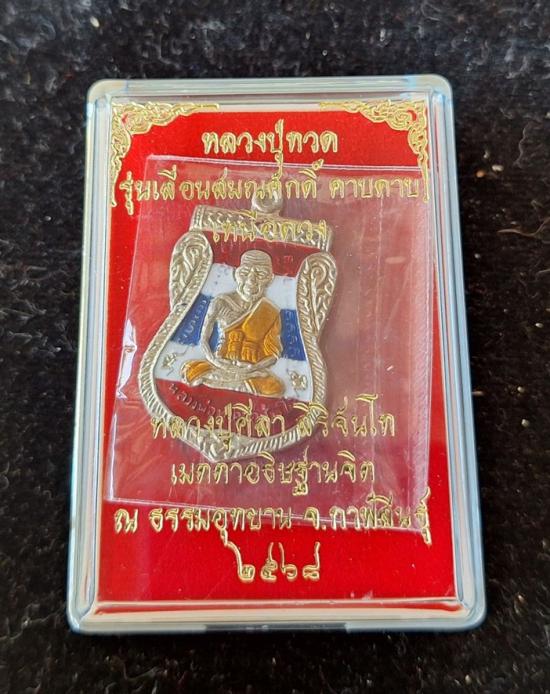 หลวงปู่ทวด
รุ่นเลื่อนสมณศักดิ์ คาบดาบ
เหนือดวง
หลวงปู่ศิลา สิริจันโท
เมตตาอธิษฐานจิต
ณ ธรรมอุทยาน จ.กาฬสินธุ์
๒๕๖๘